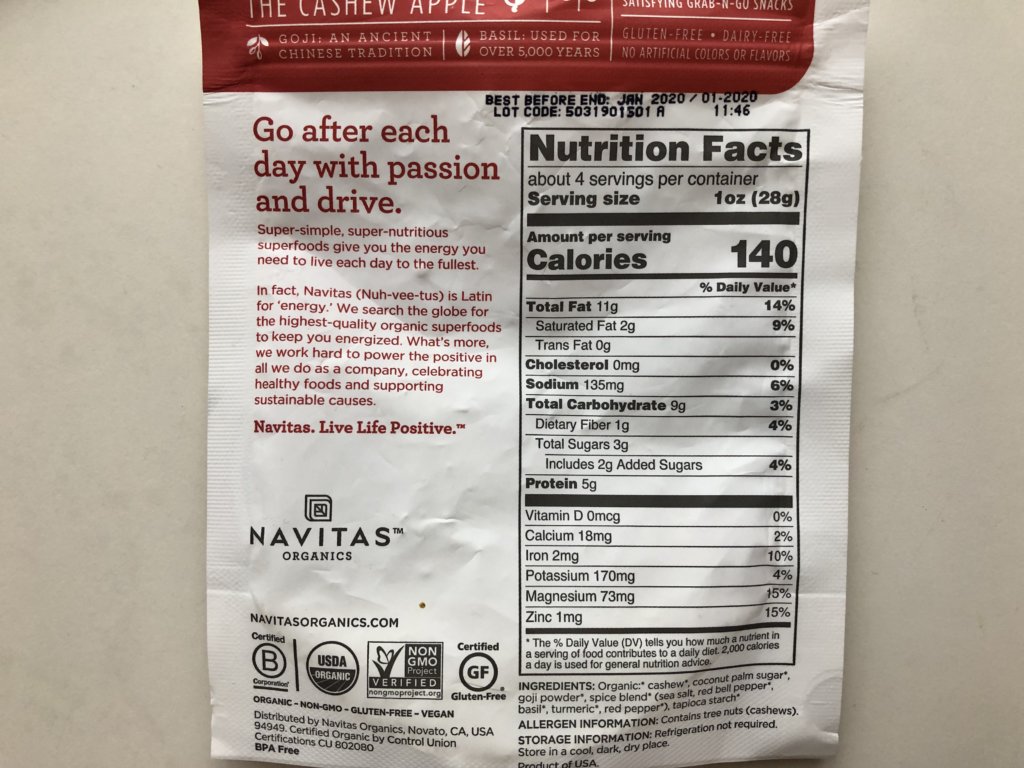 THE CASHEW APPLE
GOJI: AN ANCIENT
CHINESE TRADITION
BASIL: USED FOR
OVER 5,000 YEARS
SATISFYING GRAB-N-GO SNACKS
GLUTEN-FREE • DAIRY-FREE
NO ARTIFICIAL COLORS OR FLAVORS
BEST BEFORE END: JAN 2020 / 01-2020
LOT CODE: 5031901501 A 11:46
Go after each
day with passion
and drive.
Super-simple, super-nutritious
superfoods give you the energy you
need to live each day to the fullest.
In fact, Navitas (Nuh-vee-tus) is Latin
for 'energy.' We search the globe for
the highest-quality organic superfoods
to keep you energized. What's more,
we work hard to power the positive in
all we do as a company, celebrating
healthy foods and supporting
sustainable causes.
Navitas. Live Life Positive.™
NAVITAS™
ORGANICS
NAVITASORGANICS.COM
Certified
B
Corporation
USDA
ORGANIC
NON
GMO
Project
VERIFIED
nongmoproject.org
Certified
GF
Gluten-Free
ORGANIC – NON-GMO – GLUTEN-FREE – VEGAN
Distributed by Navitas Organics, Novato, CA, USA
94949. Certified Organic by Control Union
Certifications CU 802080
BPA Free
Nutrition Facts
about 4 servings per container
Serving size 1oz (28g)
Amount per serving
Calories 140
% Daily Value*
Total Fat 11g 14%
Saturated Fat 2g 9%
Trans Fat 0g
Cholesterol 0mg 0%
Sodium 135mg 6%
Total Carbohydrate 9g 3%
Dietary Fiber 1g 4%
Total Sugars 3g
Includes 2g Added Sugars 4%
Protein 5g
Vitamin D 0mcg 0%
Calcium 18mg 2%
Iron 2mg 10%
Potassium 170mg 4%
Magnesium 73mg 15%
Zinc 1mg 15%
* The % Daily Value (DV) tells you how much a nutrient in
a serving of food contributes to a daily diet. 2,000 calories
a day is used for general nutrition advice.
INGREDIENTS: Organic:* cashew*, coconut palm sugar*,
goji powder*, spice blend* (sea salt, red bell pepper*,
basil*, turmeric*, red pepper*), tapioca starch*
ALLERGEN INFORMATION: Contains tree nuts (cashews).
STORAGE INFORMATION: Refrigeration not required.
Store in a cool, dark, dry place.
Product of USA.